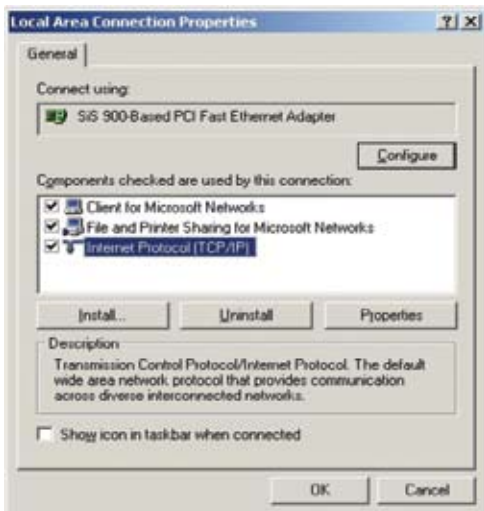 Local Area Connection Properties
General
Connect using:
SiS 900-Based PCI Fast Ethernet Adapter
Configure
Components checked are used by this connection:
Client for Microsoft Networks
File and Printer Sharing for Microsoft Networks
Internet Protocol (TCP/IP)
Install... Uninstall Properties
Description
Transmission Control Protocol/Internet Protocol. The default
wide area network protocol that provides communication
across diverse interconnected networks.
Show icon in taskbar when connected
OK Cancel